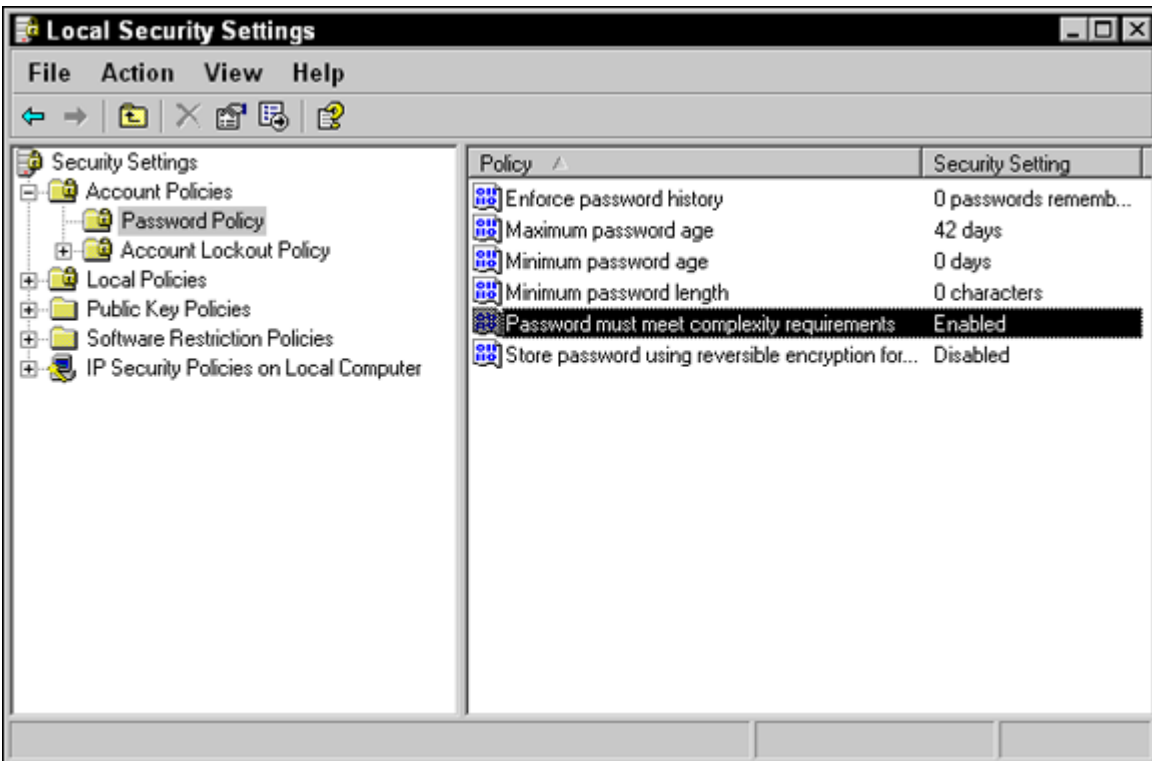 Local Security Settings
File Action View Help
Security Settings
Account Policies
Password Policy
Account Lockout Policy
Local Policies
Public Key Policies
Software Restriction Policies
IP Security Policies on Local Computer
Policy Security Setting
Enforce password history 0 passwords rememb...
Maximum password age 42 days
Minimum password age 0 days
Minimum password length 0 characters
Password must meet complexity requirements Enabled
Store password using reversible encryption for... Disabled